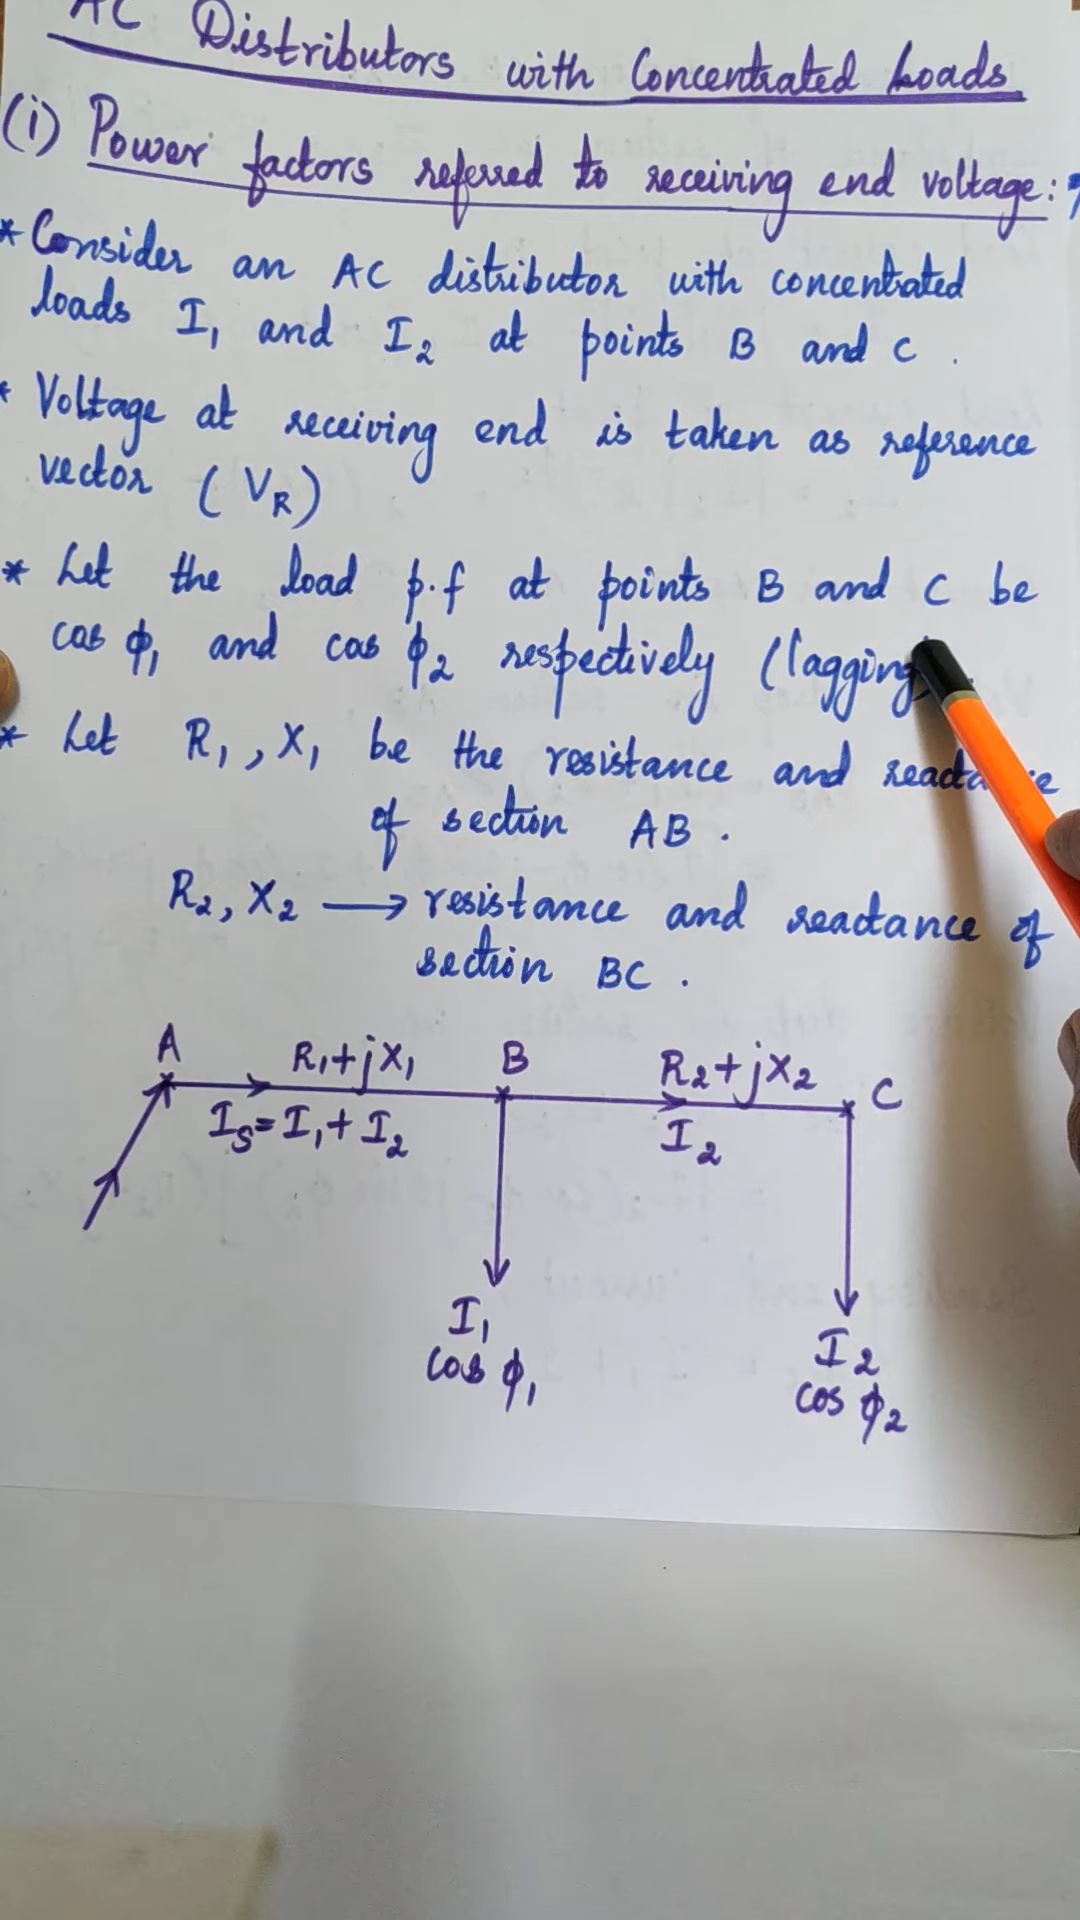 AC Distributors with Concentrated Loads
(i) Power factors referred to receiving end voltage:
* Consider an AC distributor with concentrated
loads I₁ and I₂ at points B and C.
* Voltage at receiving end is taken as reference
vector (VR)
* Let the load p.f at points B and C be
cos ϕ₁ and cos ϕ₂ respectively (lagging)
* Let R₁, X₁ be the resistance and
of section AB.
R₂, X₂ ⟶ resistance and reactance of
section BC.
A R₁+jX₁ B R₂+jX₂ C
Is=I₁+I₂ I₂
I₁ I₂
cos ϕ₁ cos ϕ₂